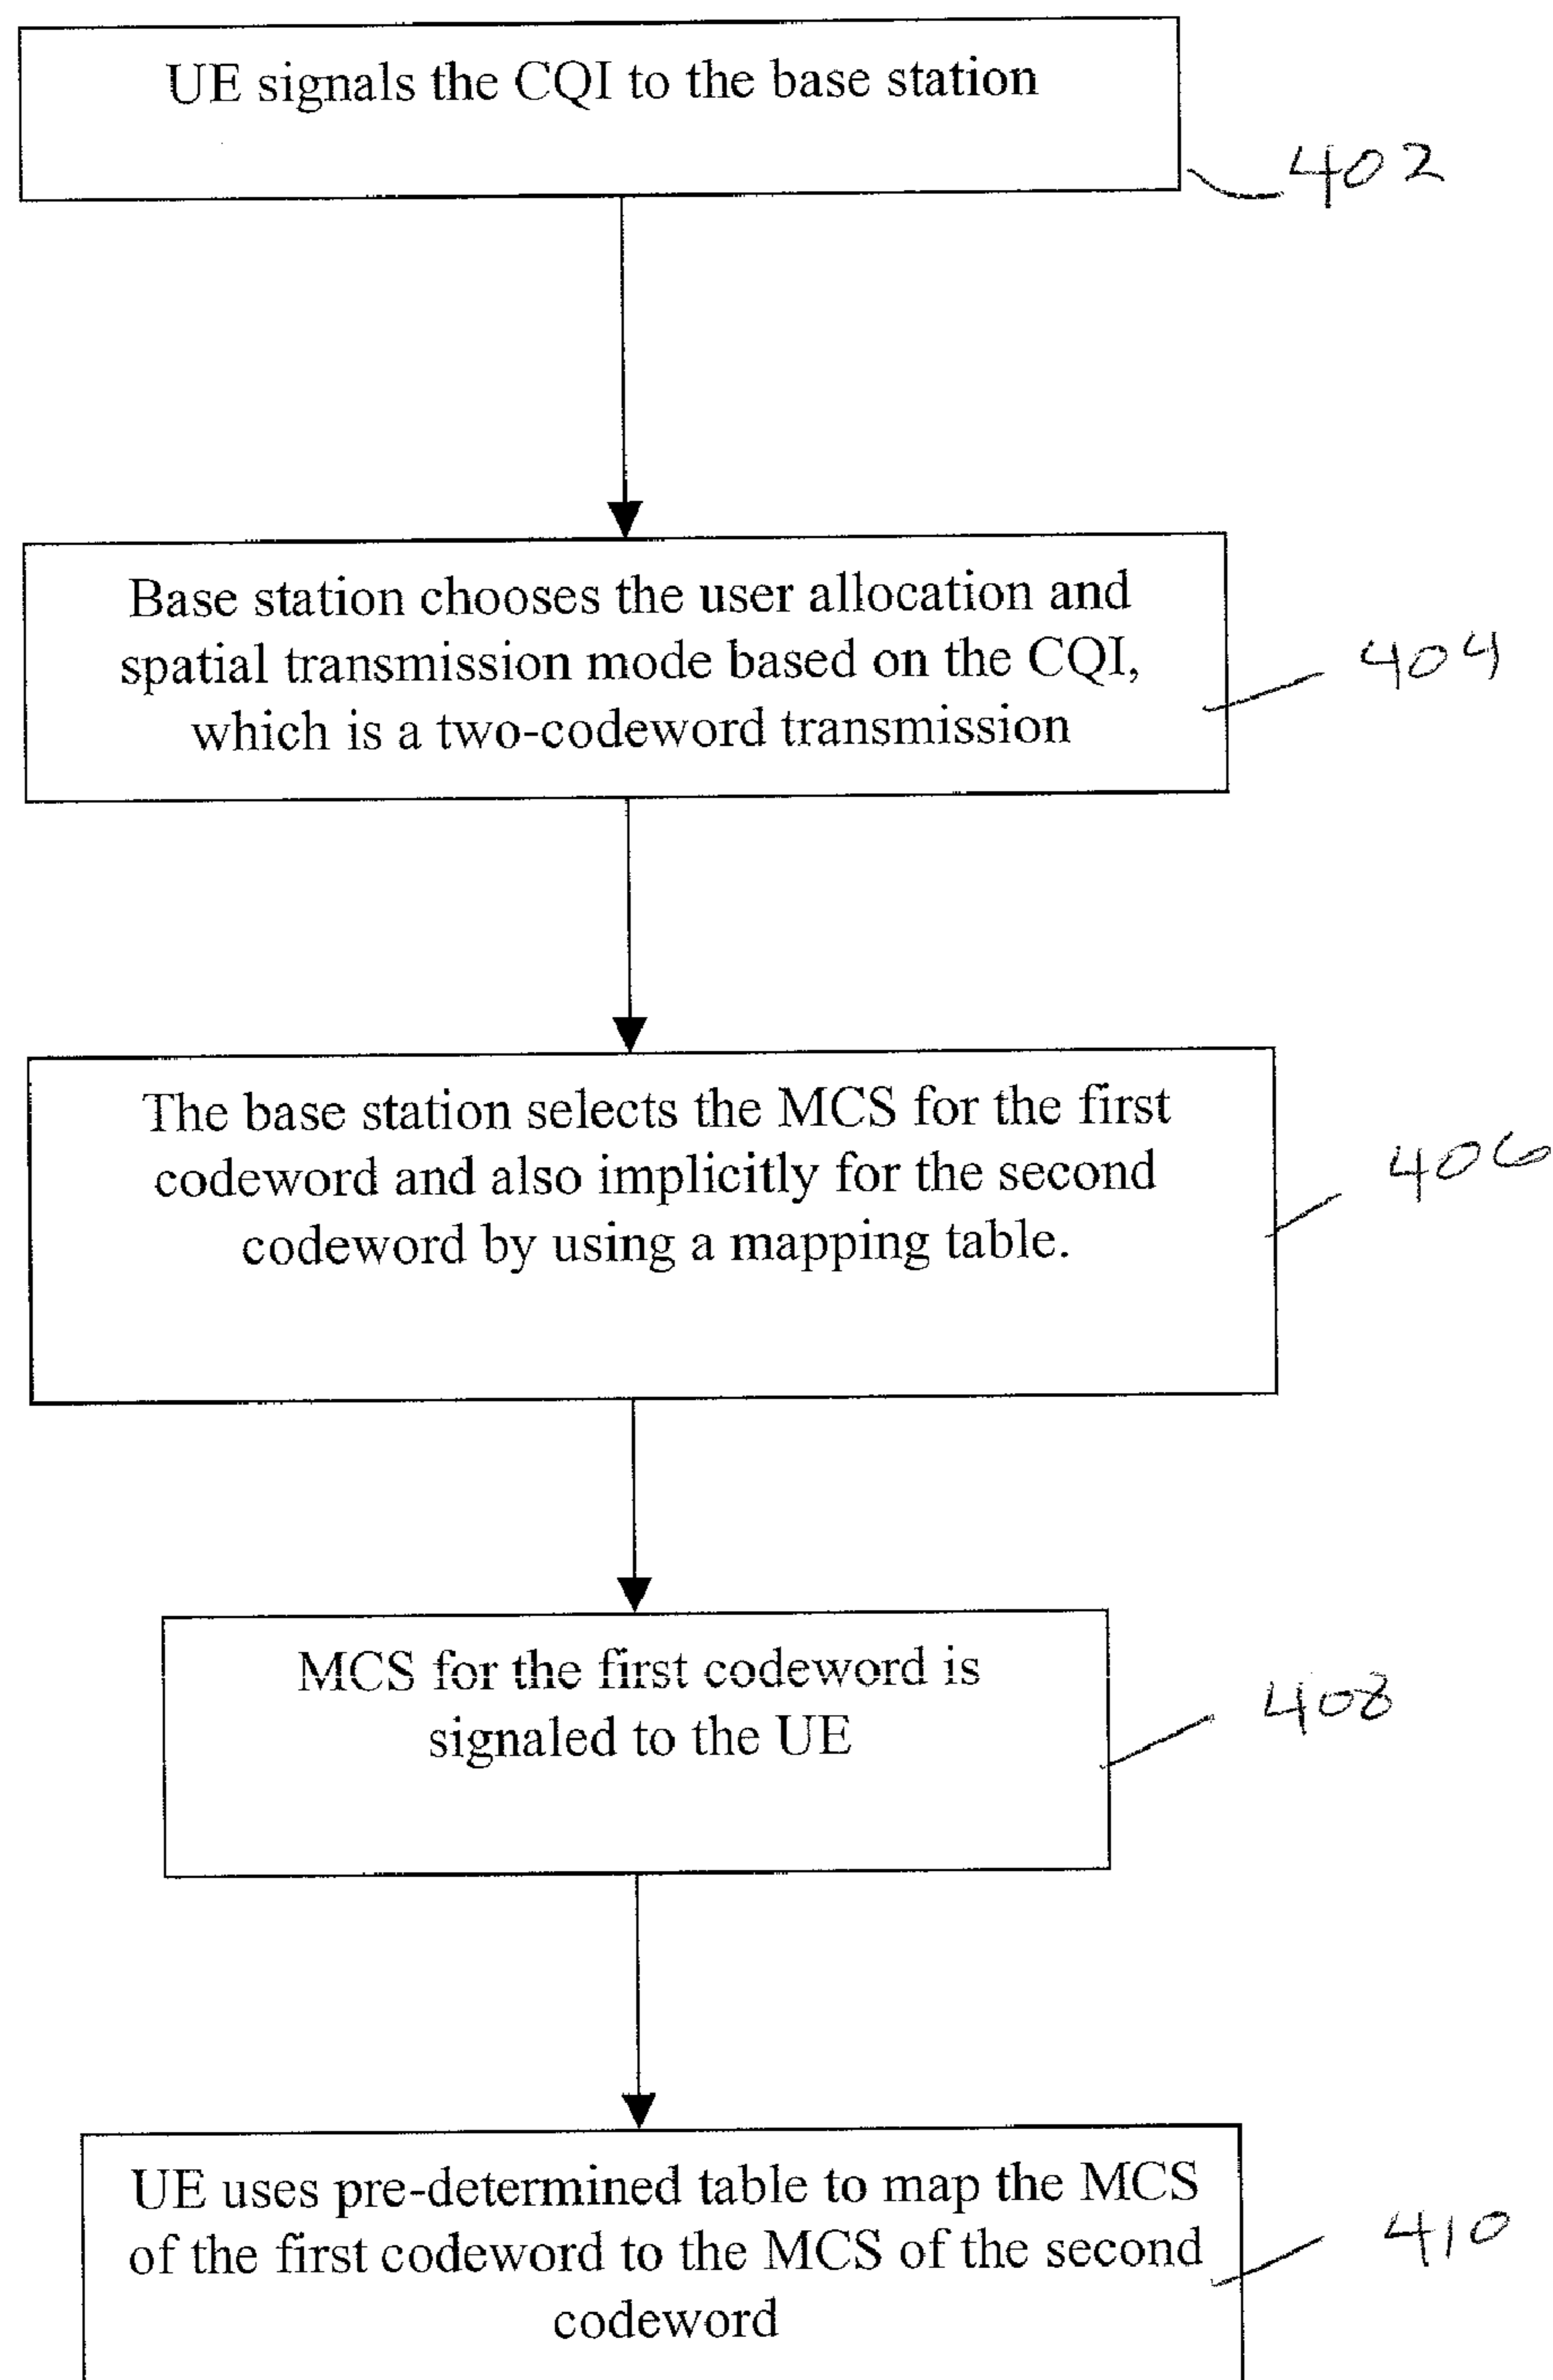 UE signals the CQI to the base station
402
Base station chooses the user allocation and
spatial transmission mode based on the CQI,
which is a two-codeword transmission
404
The base station selects the MCS for the first
codeword and also implicitly for the second
codeword by using a mapping table.
406
MCS for the first codeword is
signaled to the UE
408
UE uses pre-determined table to map the MCS
of the first codeword to the MCS of the second
codeword
410